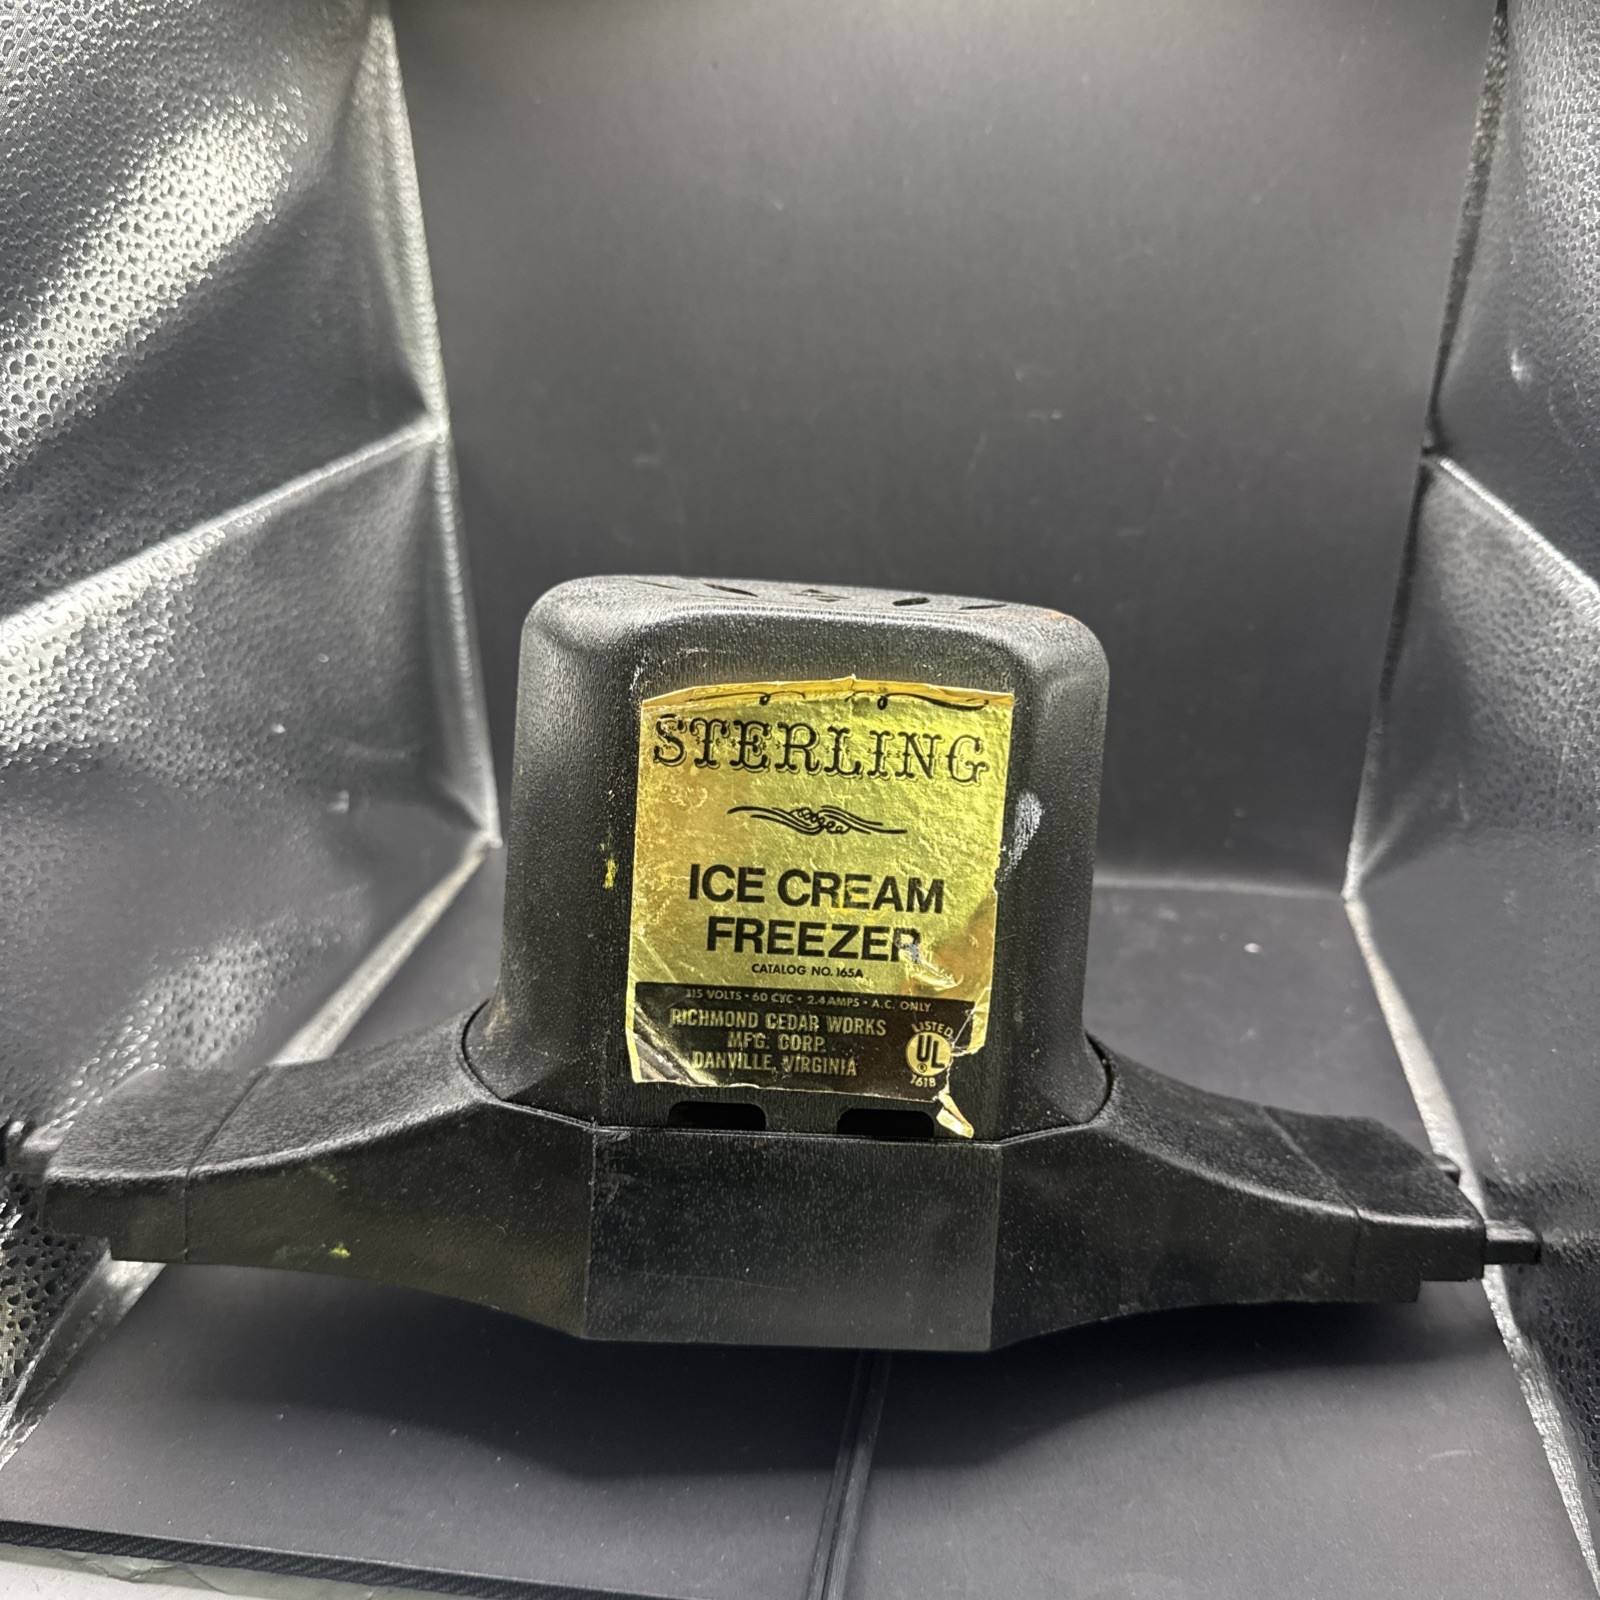 STERLING
ICE CREAM
FREEZER
CATALOG NO. 165A
115 VOLTS • 60 CYC • 2.4 AMPS • A.C. ONLY
RICHMOND CEDAR WORKS
MFG. CORP.
DANVILLE, VIRGINIA
LISTED
UL
161B